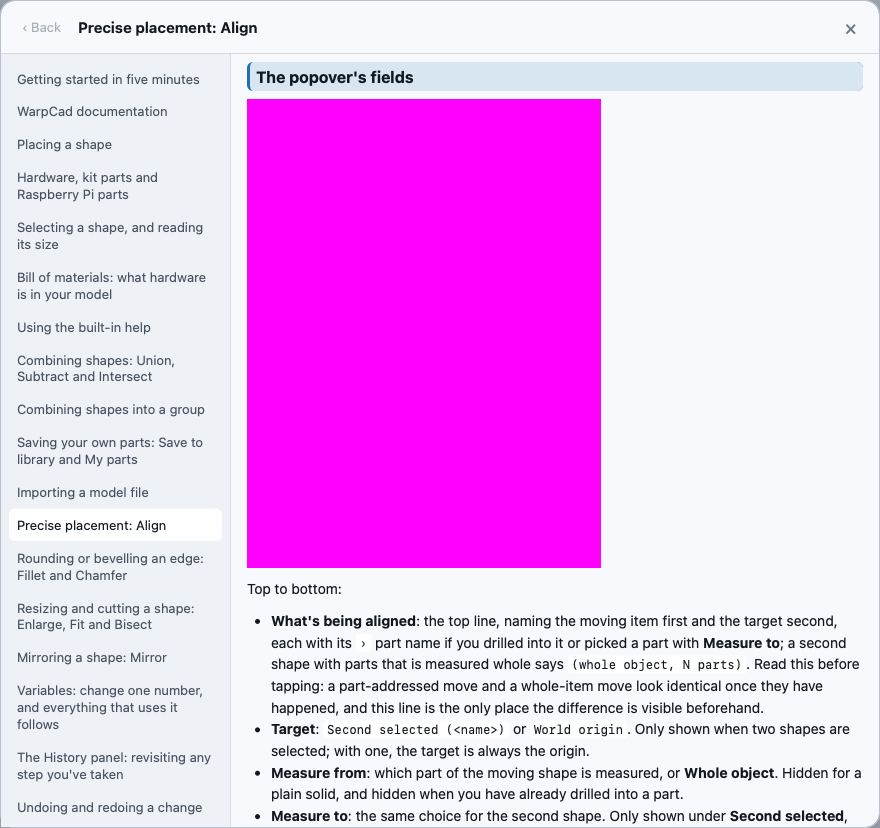 ‹ Back
Precise placement: Align
×
Getting started in five minutes
WarpCad documentation
Placing a shape
Hardware, kit parts and
Raspberry Pi parts
Selecting a shape, and reading
its size
Bill of materials: what hardware
is in your model
Using the built-in help
Combining shapes: Union,
Subtract and Intersect
Combining shapes into a group
Saving your own parts: Save to
library and My parts
Importing a model file
Precise placement: Align
Rounding or bevelling an edge:
Fillet and Chamfer
Resizing and cutting a shape:
Enlarge, Fit and Bisect
Mirroring a shape: Mirror
Variables: change one number,
and everything that uses it
follows
The History panel: revisiting any
step you've taken
Undoing and redoing a change
The popover's fields
Top to bottom:
• What's being aligned: the top line, naming the moving item first and the target second,
each with its › part name if you drilled into it or picked a part with Measure to; a second
shape with parts that is measured whole says (whole object, N parts). Read this before
tapping: a part-addressed move and a whole-item move look identical once they have
happened, and this line is the only place the difference is visible beforehand.
• Target: Second selected (<name>) or World origin. Only shown when two shapes are
selected; with one, the target is always the origin.
• Measure from: which part of the moving shape is measured, or Whole object. Hidden for a
plain solid, and hidden when you have already drilled into a part.
• Measure to: the same choice for the second shape. Only shown under Second selected,